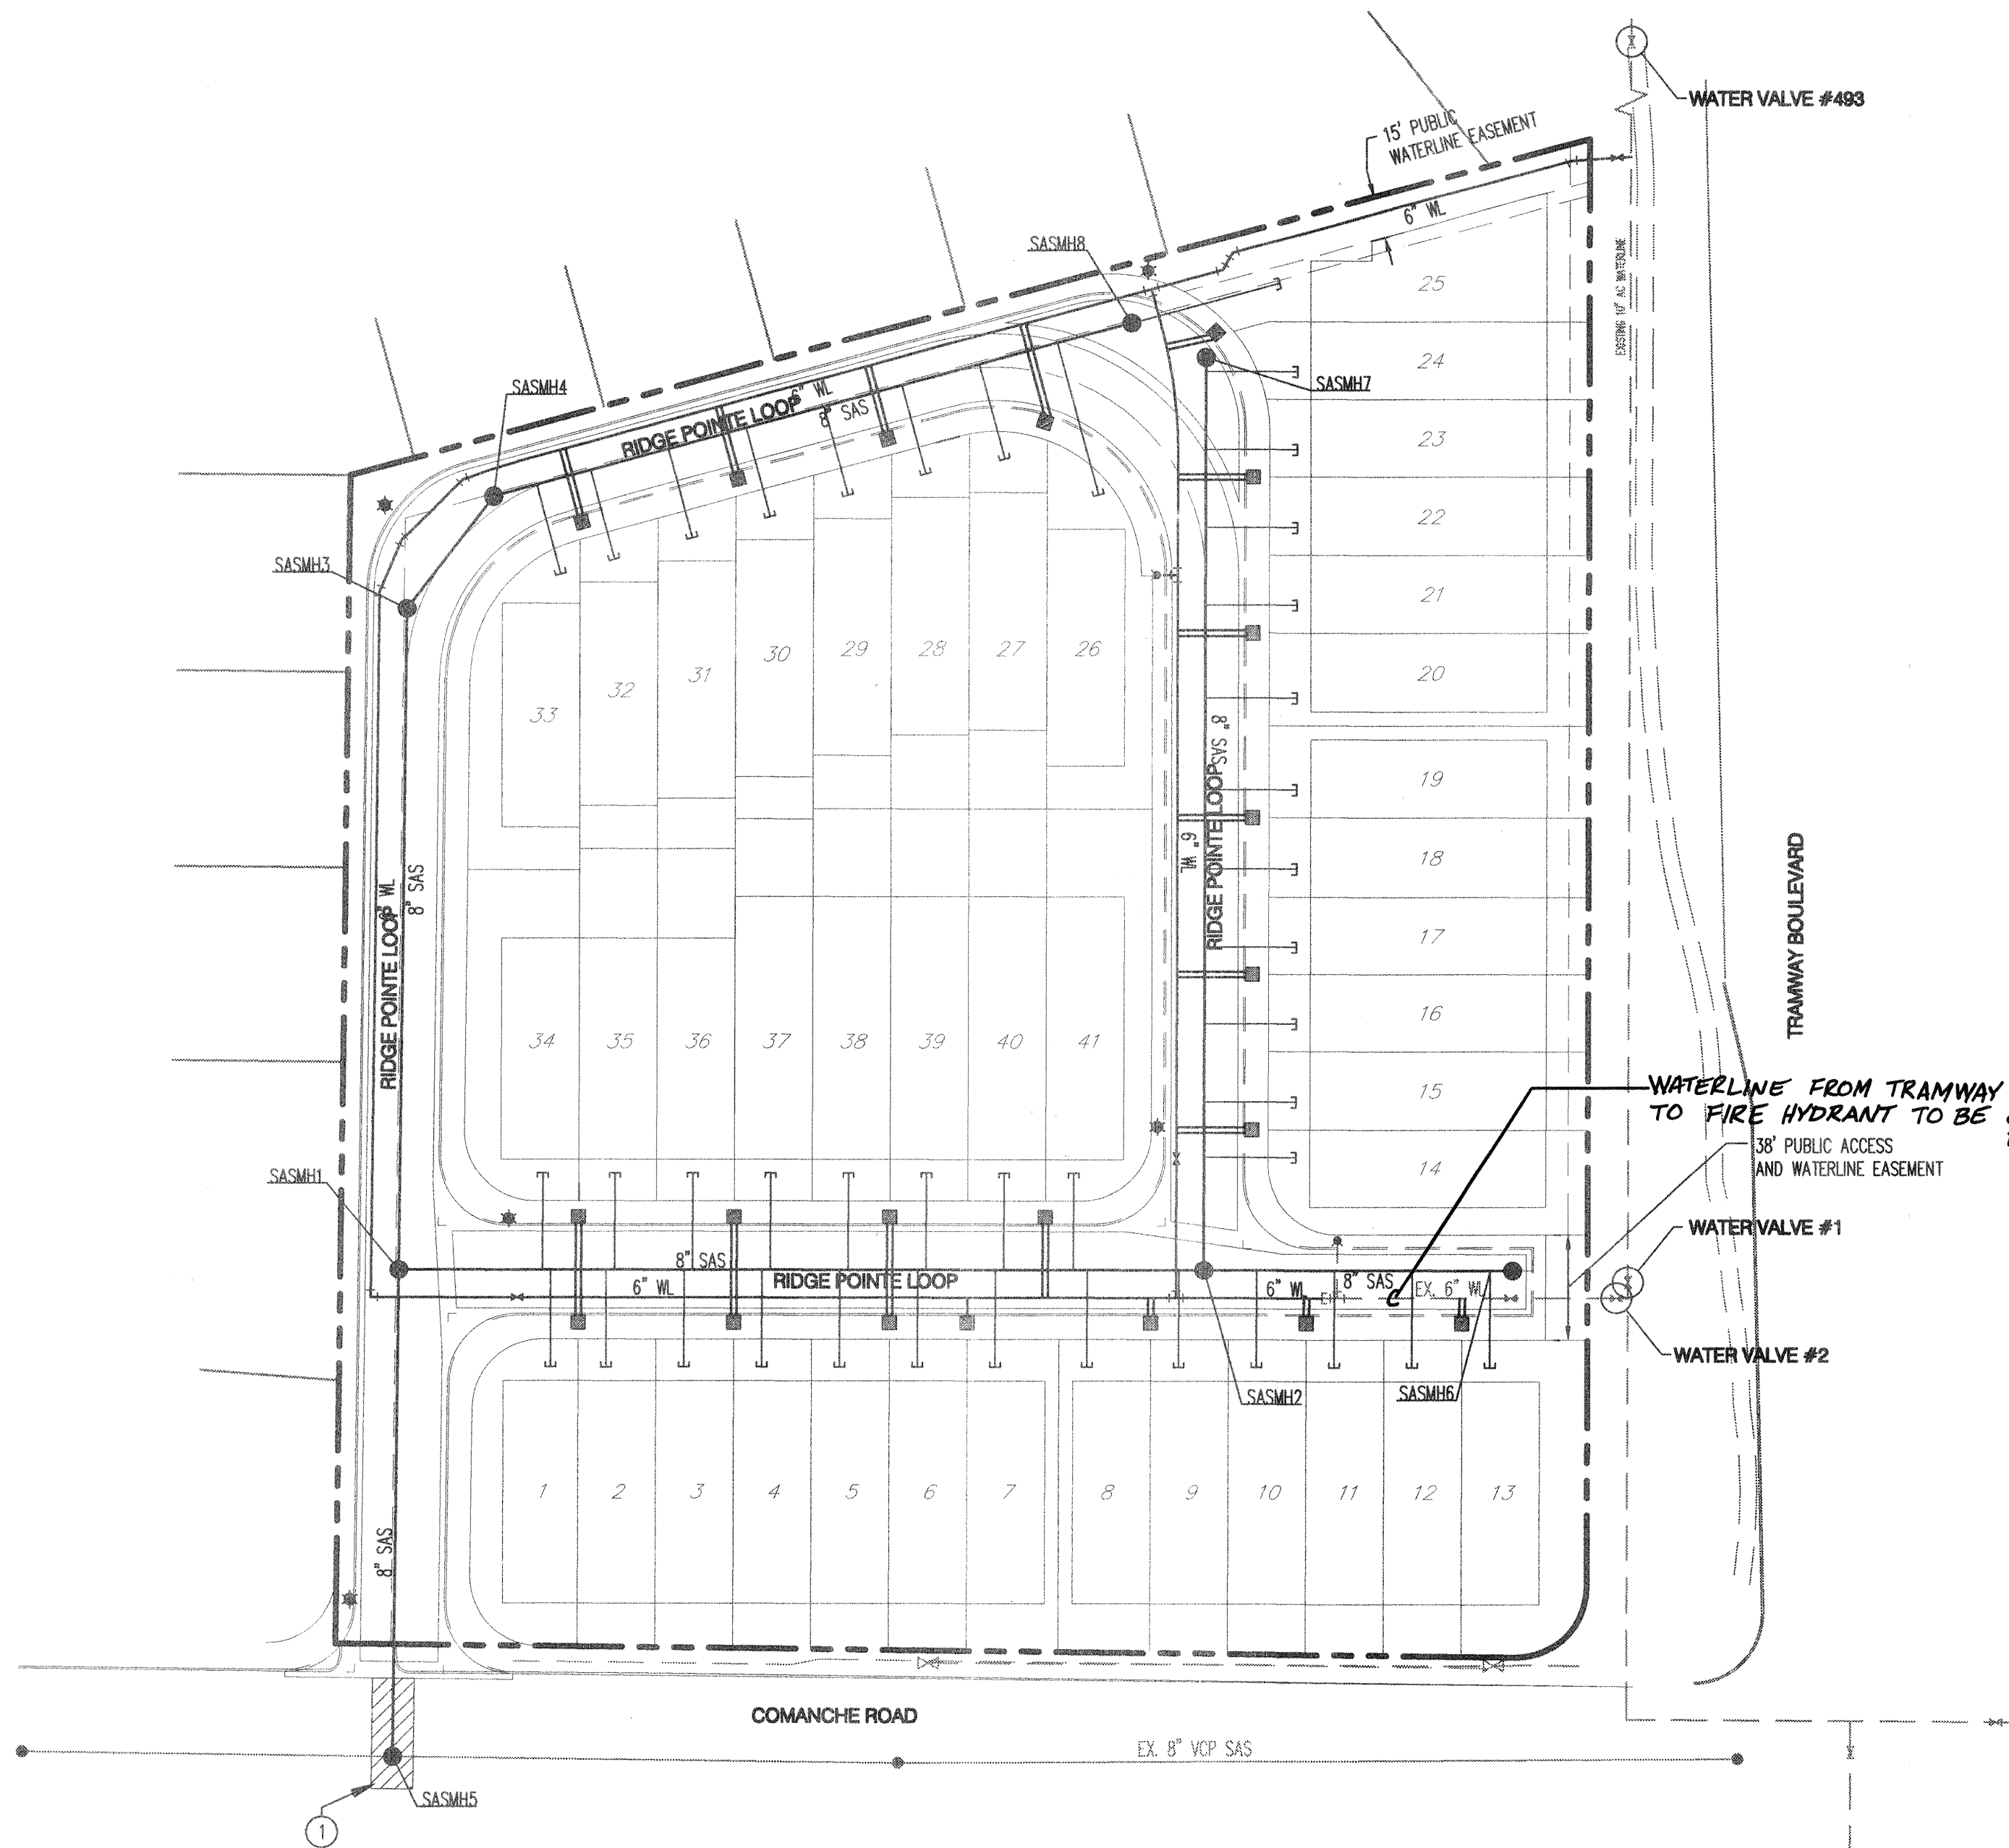 WATER VALVE #493
15' PUBLIC
WATERLINE EASEMENT
6" WL
SASMH8
EXISTING 10" AC WATERLINE
25
24
SASMH7
SASMH4
6" WL
8" SAS
RIDGE POINTE LOOP
23
22
SASMH3
21
20
33
32
31
30
29
28
27
26
8" SAS
RIDGE POINTE LOOP
6" WL
19
18
17
16
15
14
TRAMWAY BOULEVARD
WL
8" SAS
RIDGE POINTE LOOP
34
35
36
37
38
39
40
41
WATERLINE FROM TRAMWAY
TO FIRE HYDRANT TO BE
38' PUBLIC ACCESS
AND WATERLINE EASEMENT
SASMH1
WATER VALVE #1
8" SAS
RIDGE POINTE LOOP
6" WL
6" WL
8" SAS
EX. 6" WL
WATER VALVE #2
SASMH2
SASMH6
1
2
3
4
5
6
7
8
9
10
11
12
13
8" SAS
COMANCHE ROAD
EX. 8" VCP SAS
SASMH5
1